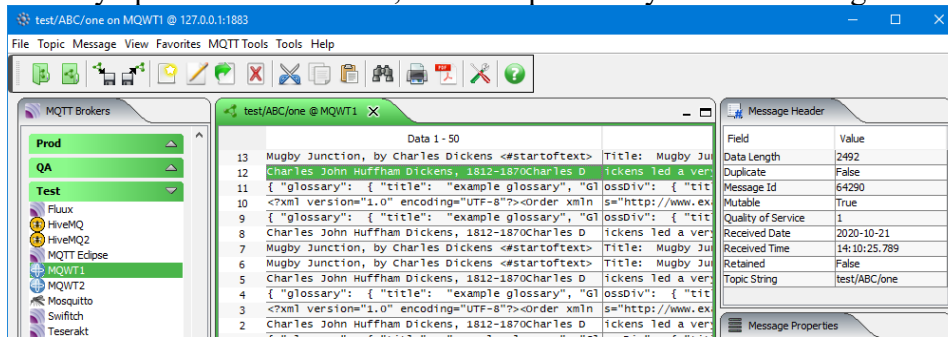 test/ABC/one on MQWT1 @ 127.0.0.1:1883
File Topic Message View Favorites MQTT Tools Tools Help
MQTT Brokers
Prod
QA
Test
Fluux
HiveMQ
HiveMQ2
MQTT Eclipse
MQWT1
MQWT2
Mosquitto
Swifitch
Teserakt
test/ABC/one @ MQWT1
Data 1 - 50
13 Mugby Junction, by Charles Dickens <#startoftext> Title: Mugby Ju
12 Charles John Huffham Dickens, 1812-1870Charles D ickens led a ver
11 { "glossary": { "title": "example glossary", "Gl ossDiv": { "tit
10 <?xml version="1.0" encoding="UTF-8"?><Order xmln s="http://www.ex
9 { "glossary": { "title": "example glossary", "Gl ossDiv": { "tit
8 Charles John Huffham Dickens, 1812-1870Charles D ickens led a ver
7 Mugby Junction, by Charles Dickens <#startoftext> Title: Mugby Ju
6 Mugby Junction, by Charles Dickens <#startoftext> Title: Mugby Ju
5 Charles John Huffham Dickens, 1812-1870Charles D ickens led a ver
4 { "glossary": { "title": "example glossary", "Gl ossDiv": { "tit
3 <?xml version="1.0" encoding="UTF-8"?><Order xmln s="http://www.ex
2 Charles John Huffham Dickens, 1812-1870Charles D ickens led a ver
Message Header
Field Value
Data Length 2492
Duplicate False
Message Id 64290
Mutable True
Quality of Service 1
Received Date 2020-10-21
Received Time 14:10:25.789
Retained False
Topic String test/ABC/one
Message Properties